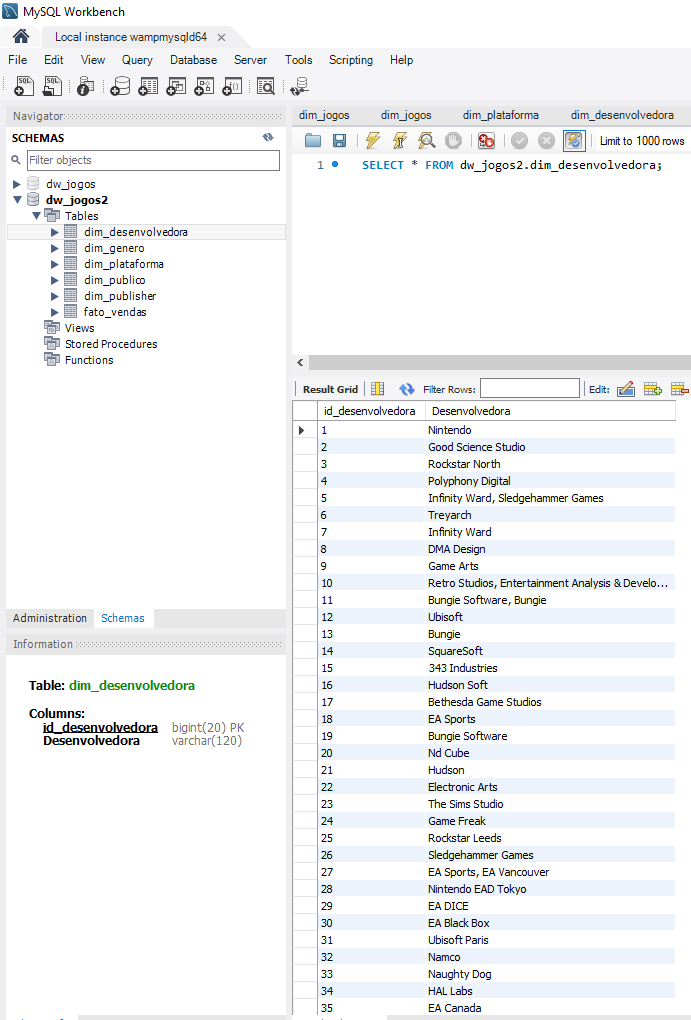 MySQL Workbench
Local instance wampmysqld64 ×
File Edit View Query Database Server Tools Scripting Help
Navigator
SCHEMAS
Filter objects
dw_jogos
dw_jogos2
Tables
dim_desenvolvedora
dim_genero
dim_plataforma
dim_publico
dim_publisher
fato_vendas
Views
Stored Procedures
Functions
Administration Schemas
Information
Table: dim_desenvolvedora
Columns:
id_desenvolvedora bigint(20) PK
Desenvolvedora varchar(120)
dim_jogos dim_jogos dim_plataforma dim_desenvolvedora
Limit to 1000 rows
1 SELECT * FROM dw_jogos2.dim_desenvolvedora;
Result Grid Filter Rows: Edit:
id_desenvolvedora Desenvolvedora
1 Nintendo
2 Good Science Studio
3 Rockstar North
4 Polyphony Digital
5 Infinity Ward, Sledgehammer Games
6 Treyarch
7 Infinity Ward
8 DMA Design
9 Game Arts
10 Retro Studios, Entertainment Analysis & Develo...
11 Bungie Software, Bungie
12 Ubisoft
13 Bungie
14 SquareSoft
15 343 Industries
16 Hudson Soft
17 Bethesda Game Studios
18 EA Sports
19 Bungie Software
20 Nd Cube
21 Hudson
22 Electronic Arts
23 The Sims Studio
24 Game Freak
25 Rockstar Leeds
26 Sledgehammer Games
27 EA Sports, EA Vancouver
28 Nintendo EAD Tokyo
29 EA DICE
30 EA Black Box
31 Ubisoft Paris
32 Namco
33 Naughty Dog
34 HAL Labs
35 EA Canada